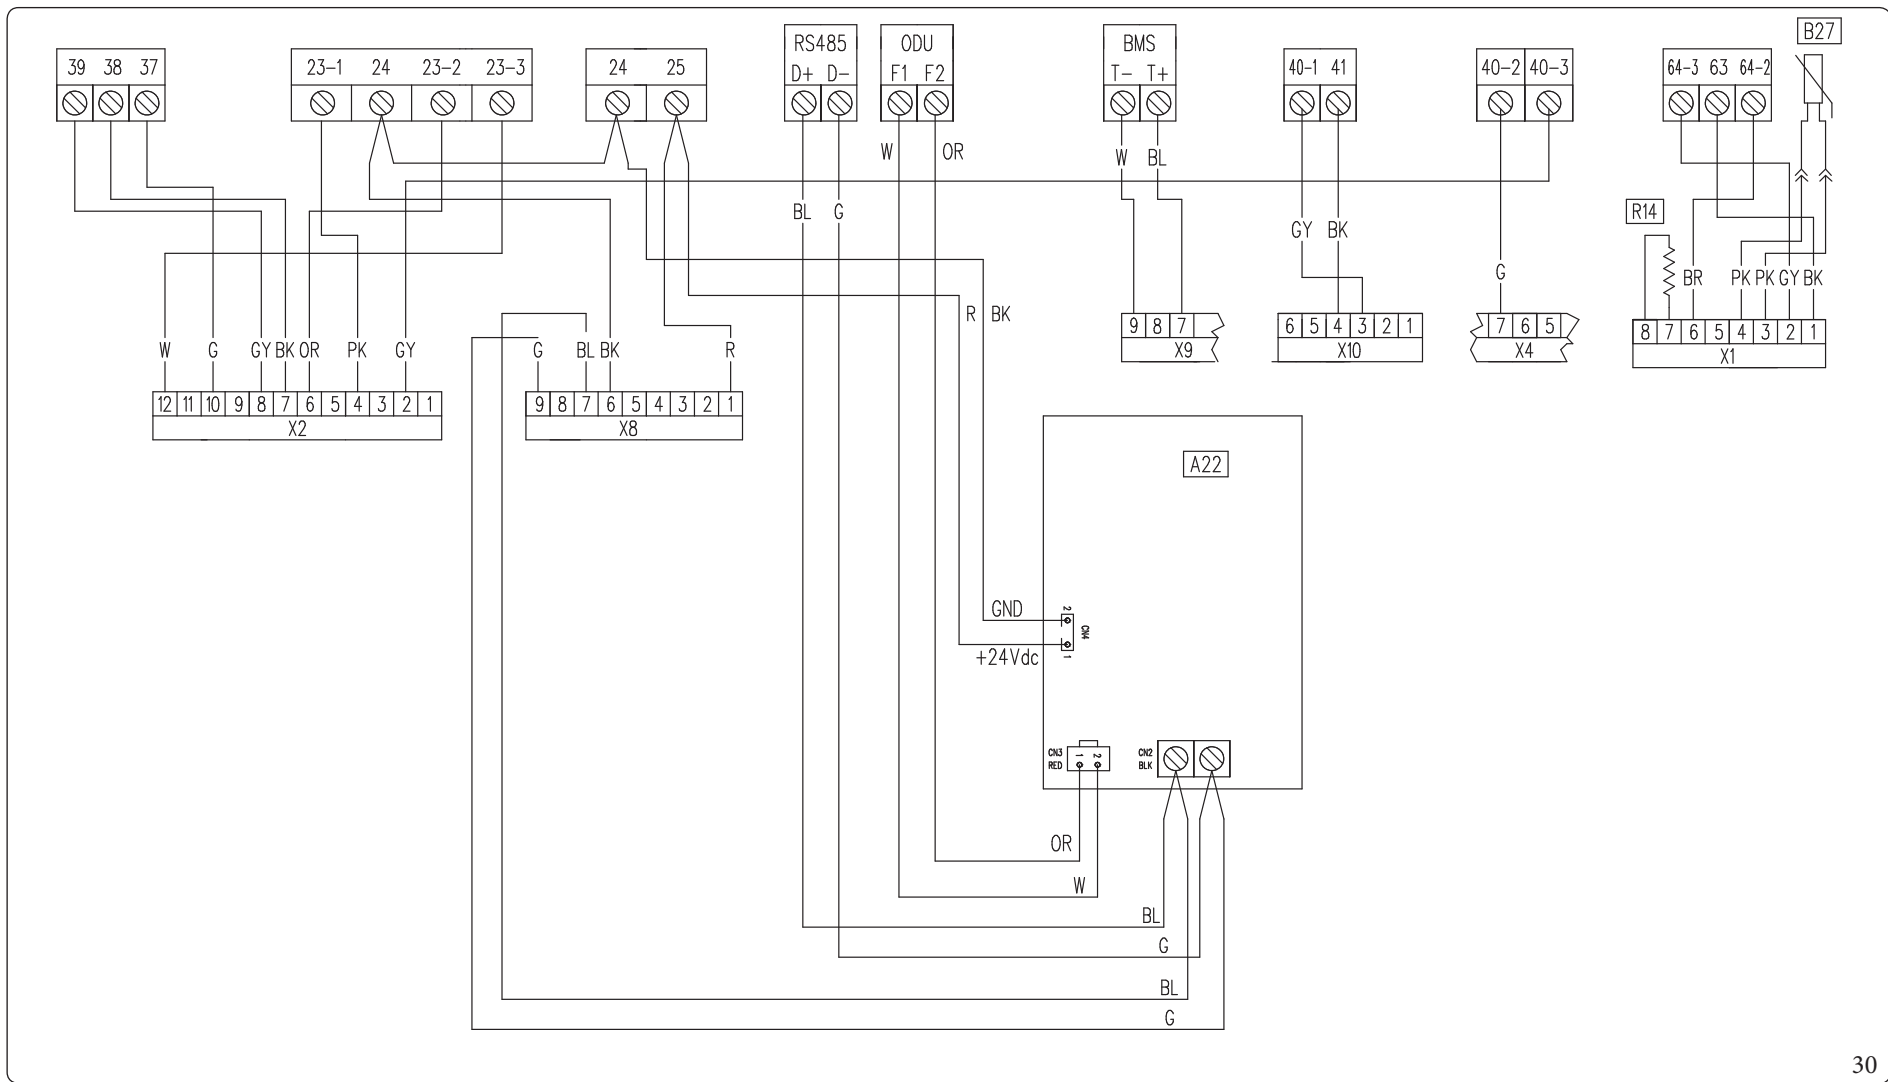 B27
RS485 ODU BMS
39 38 37 23-1 24 23-2 23-3 24 25 D+ D- F1 F2 T- T+ 40-1 41 40-2 40-3 64-3 63 64-2
W OR W BL
BL G R14
GY BK
G BR PK PK GY BK
R BK
9 8 7 6 5 4 3 2 1 7 6 5 8 7 6 5 4 3 2 1
X9 X10 X4 X1
W G GY BK OR PK GY G BL BK R
12 11 10 9 8 7 6 5 4 3 2 1 9 8 7 6 5 4 3 2 1
X2 X8
A22
GND 2
CN4
+24Vdc 1
CN3 1 2 CN2
RED BLK
OR
W
BL
G
BL
G
30